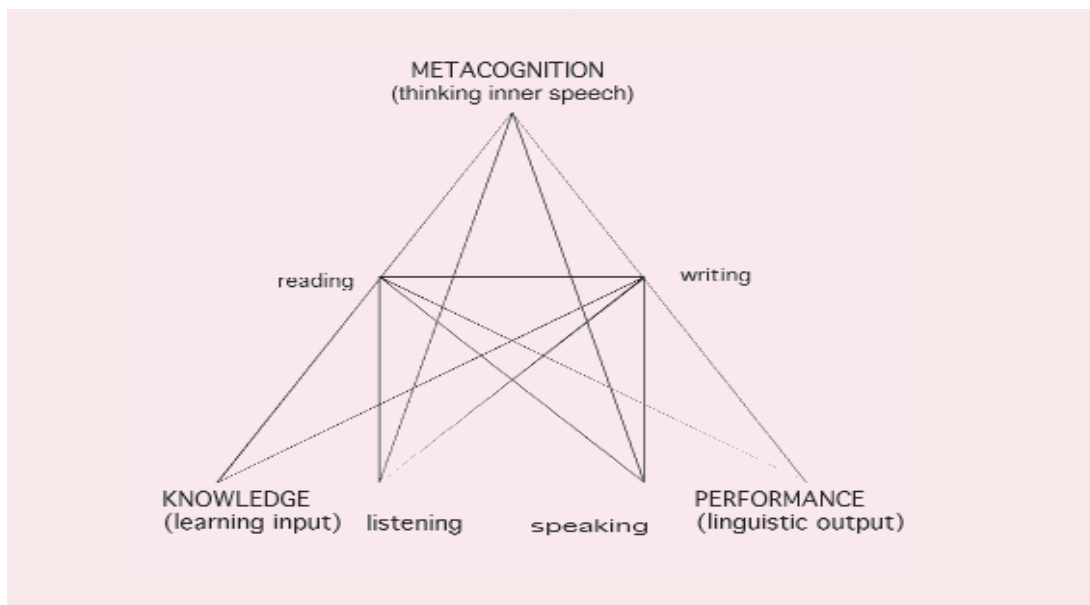 METACOGNITION
(thinking inner speech)
reading
writing
KNOWLEDGE
(learning input)
listening
speaking
PERFORMANCE
(linguistic output)